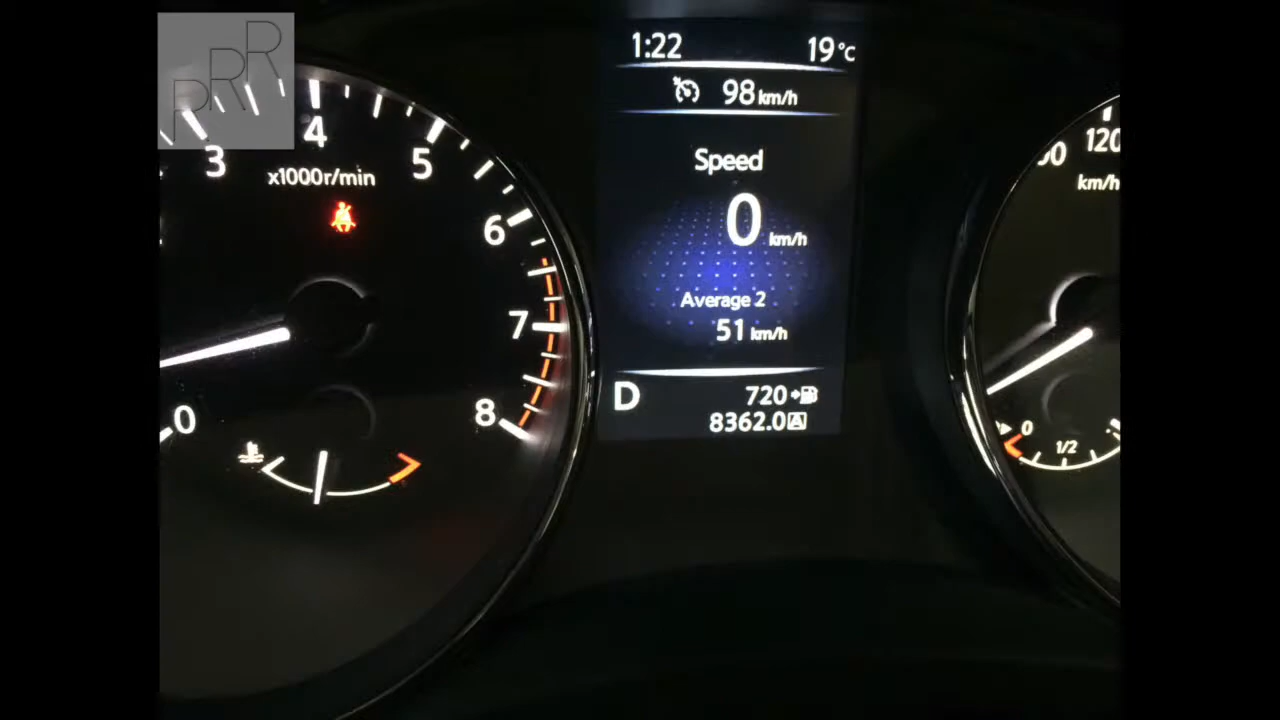 PRR
1:22 19°C
98 km/h
3 4 5 6 7 8 0
x1000r/min
Speed
0 km/h
Average 2
51 km/h
D 720
8362.0 A
120
km/h
0 1/2